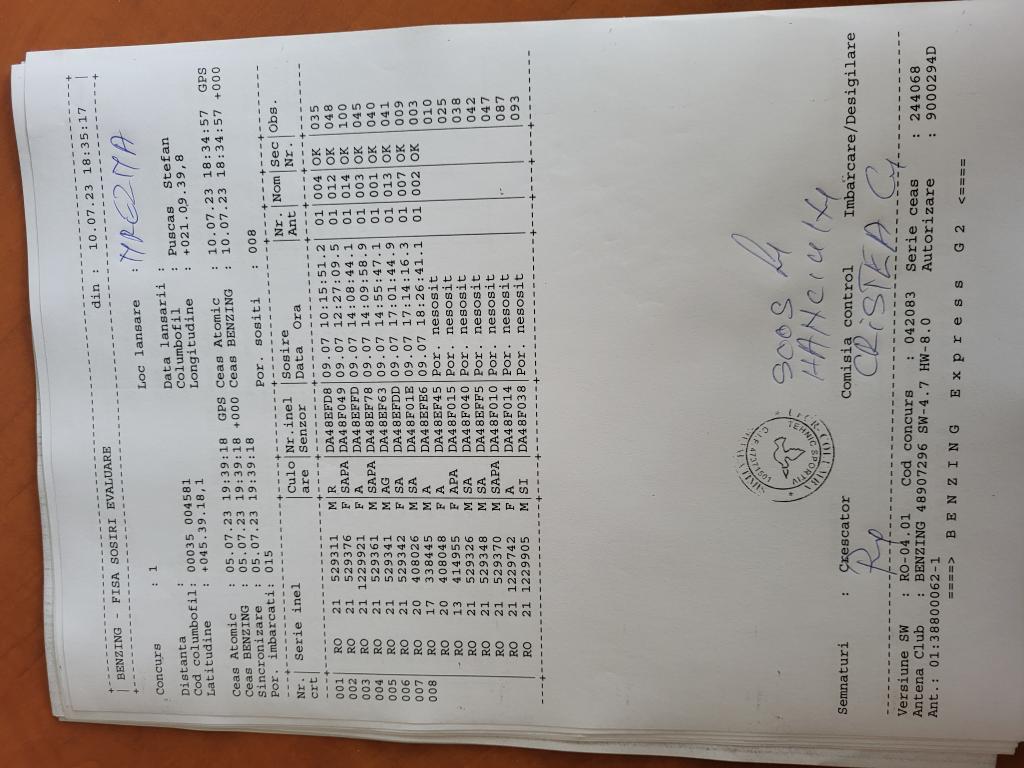 BENZING - FISA SOSIRI EVALUARE din : 10.07.23 18:35:17
Concurs : 1 Loc lansare :
Distanta : Data lansarii :
Cod columbofil: 00035 004581 Columbofil : Puscas Stefan
Latitudine : +045.39.18,1 Longitudine : +021.09.39,8
Ceas Atomic : 05.07.23 19:39:18 GPS Ceas Atomic : 10.07.23 18:34:57 GPS
Ceas BENZING : 05.07.23 19:39:18 +000 Ceas BENZING : 10.07.23 18:34:57 +000
Sincronizare : 05.07.23 19:39:18
Por. imbarcati: 015 Por. sositi : 008
Nr. Serie inel Culo Nr.inel Sosire Nr. Nom Sec Obs.
crt. are Senzor Data Ora Ant Nr.
001 RO 21 529311 M R DA48EFD8 09.07 10:15:51.2 01 004 OK 035
002 RO 21 529376 F SAPA DA48F049 09.07 12:27:09.5 01 012 OK 048
003 RO 21 1229921 F A DA48EFFD 09.07 14:08:44.1 01 014 OK 100
004 RO 21 529361 M SAPA DA48EF78 09.07 14:09:58.9 01 003 OK 045
005 RO 21 529341 M AG DA48EF63 09.07 14:55:47.1 01 001 OK 040
006 RO 21 529342 F SA DA48EFDD 09.07 17:01:44.9 01 013 OK 041
007 RO 20 408026 M SA DA48F01E 09.07 17:14:16.3 01 007 OK 009
008 RO 17 338445 M A DA48EFE6 09.07 18:26:41.1 01 002 OK 003
RO 20 408048 F A DA48EF45 Por. nesosit 010
RO 13 414955 F APA DA48F015 Por. nesosit 025
RO 21 529326 M SA DA48F040 Por. nesosit 038
RO 21 529348 M SA DA48EFF5 Por. nesosit 042
RO 21 529370 M SAPA DA48F010 Por. nesosit 047
RO 21 1229742 F A DA48F014 Por. nesosit 087
RO 21 1229905 M SI DA48F038 Por. nesosit 093
SOOS
Semnaturi : Crescator Comisia control Imbarcare/Desigilare
CRISTEA
Versiune SW : RO-04.01 Cod concurs : 042083 Serie ceas : 244068
Antena Club : BENZING 48907296 SW-4.7 HW-8.0 Autorizare : 9000294D
Ant.: 01:38800062-1
====> B E N Z I N G E x p r e s s G 2 <====